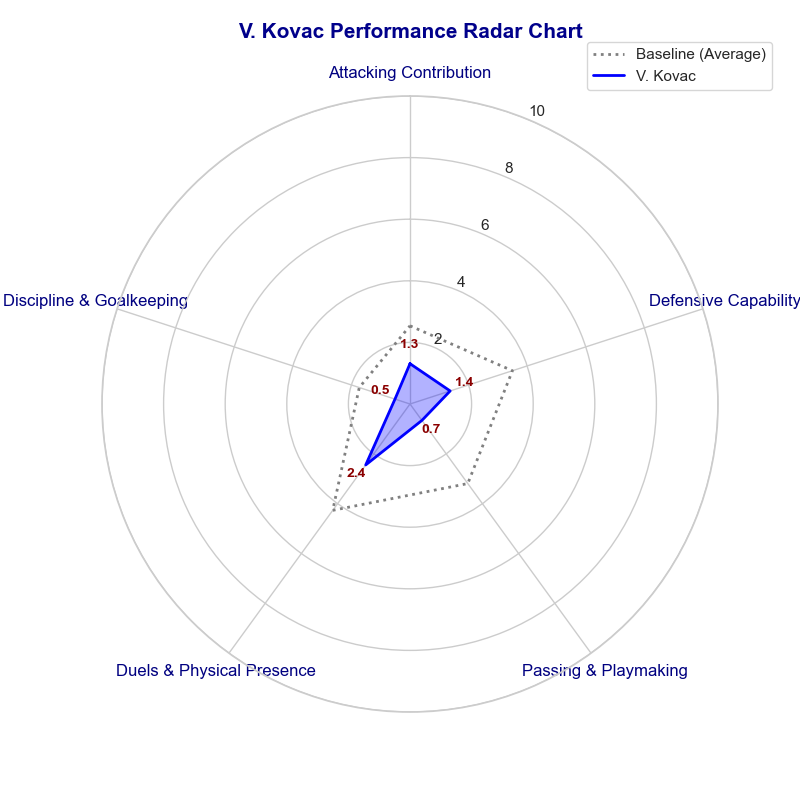 V. Kovac Performance Radar Chart
Baseline (Average)
V. Kovac
Attacking Contribution
10
8
6
4
2
Discipline & Goalkeeping
Defensive Capability
1.3
1.4
0.5
0.7
2.4
Duels & Physical Presence
Passing & Playmaking